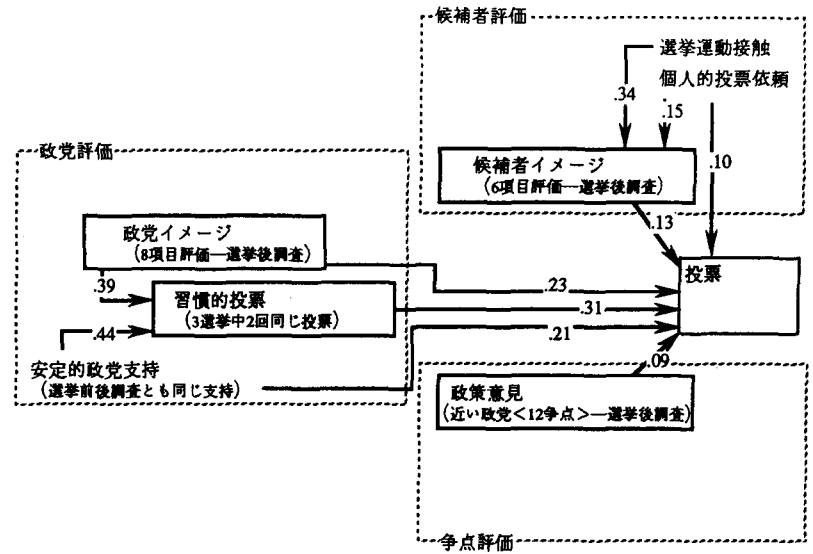 候補者評価
選挙運動接触
個人的投票依頼
.34
.15
.10
政党評価
候補者イメージ
(6項目評価—選挙後調査)
.13
政党イメージ
(8項目評価—選挙後調査)
投票
.39
.23
習慣的投票
(3選挙中2回同じ投票)
.31
.44
.21
安定的政党支持
(選挙前後調査とも同じ支持)
.09
政策意見
(近い政党<12争点>—選挙後調査)
争点評価